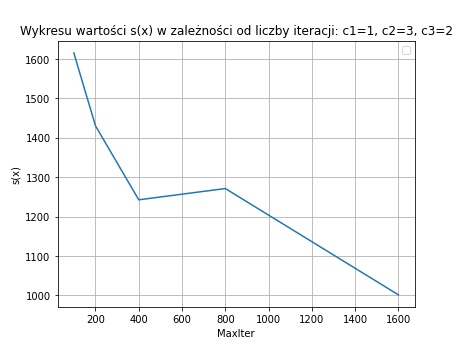 Wykresu wartości s(x) w zależności od liczby iteracji: c1=1, c2=3, c3=2
1600
1500
1400
1300
1200
1100
1000
s(x)
200 400 600 800 1000 1200 1400 1600
MaxIter